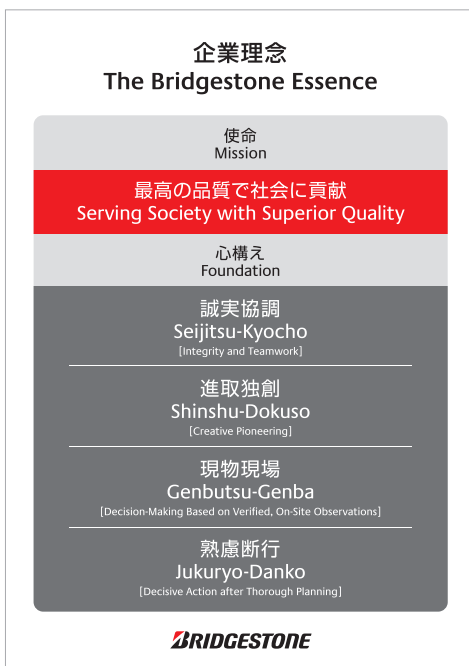 企業理念
The Bridgestone Essence
使命
Mission
最高の品質で社会に貢献
Serving Society with Superior Quality
心構え
Foundation
誠実協調
Seijitsu-Kyocho
[Integrity and Teamwork]
進取独創
Shinshu-Dokuso
[Creative Pioneering]
現物現場
Genbutsu-Genba
[Decision-Making Based on Verified, On-Site Observations]
熟慮断行
Jukuryo-Danko
[Decisive Action after Thorough Planning]
BRIDGESTONE